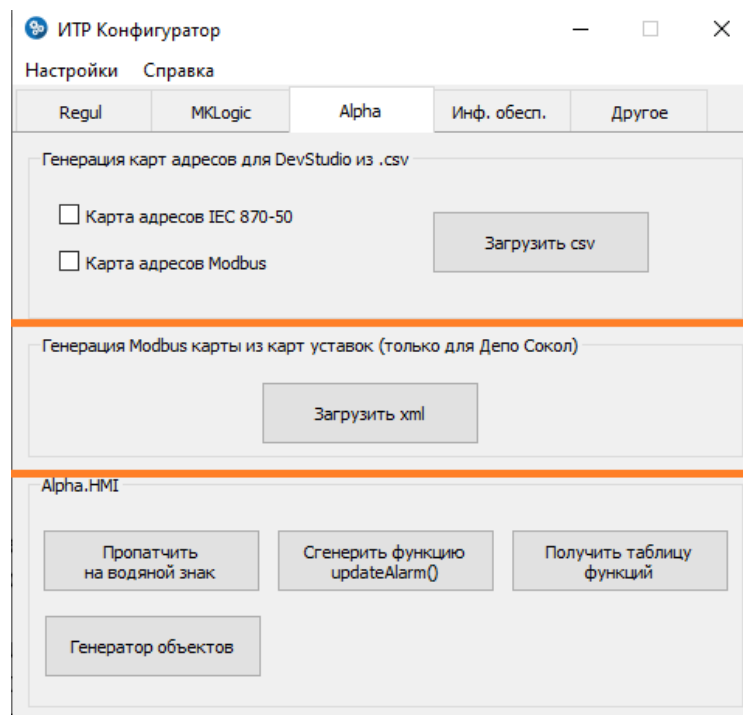 ИТР Конфигуратор
Настройки Справка
Regul MKLogic Alpha Инф. обесп. Другое
Генерация карт адресов для DevStudio из .csv
Карта адресов IEC 870-50
Карта адресов Modbus
Загрузить csv
Генерация Modbus карты из карт уставок (только для Депо Сокол)
Загрузить xml
Alpha.HMI
Пропатчить
на водяной знак
Сгенерить функцию
updateAlarm()
Получить таблицу
функций
Генератор объектов